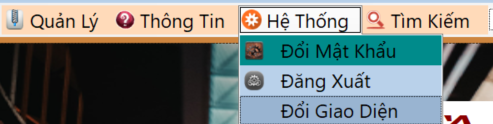 Quản Lý Thông Tin Hệ Thống Tìm Kiếm
Đổi Mật Khẩu
Đăng Xuất
Đổi Giao Diện